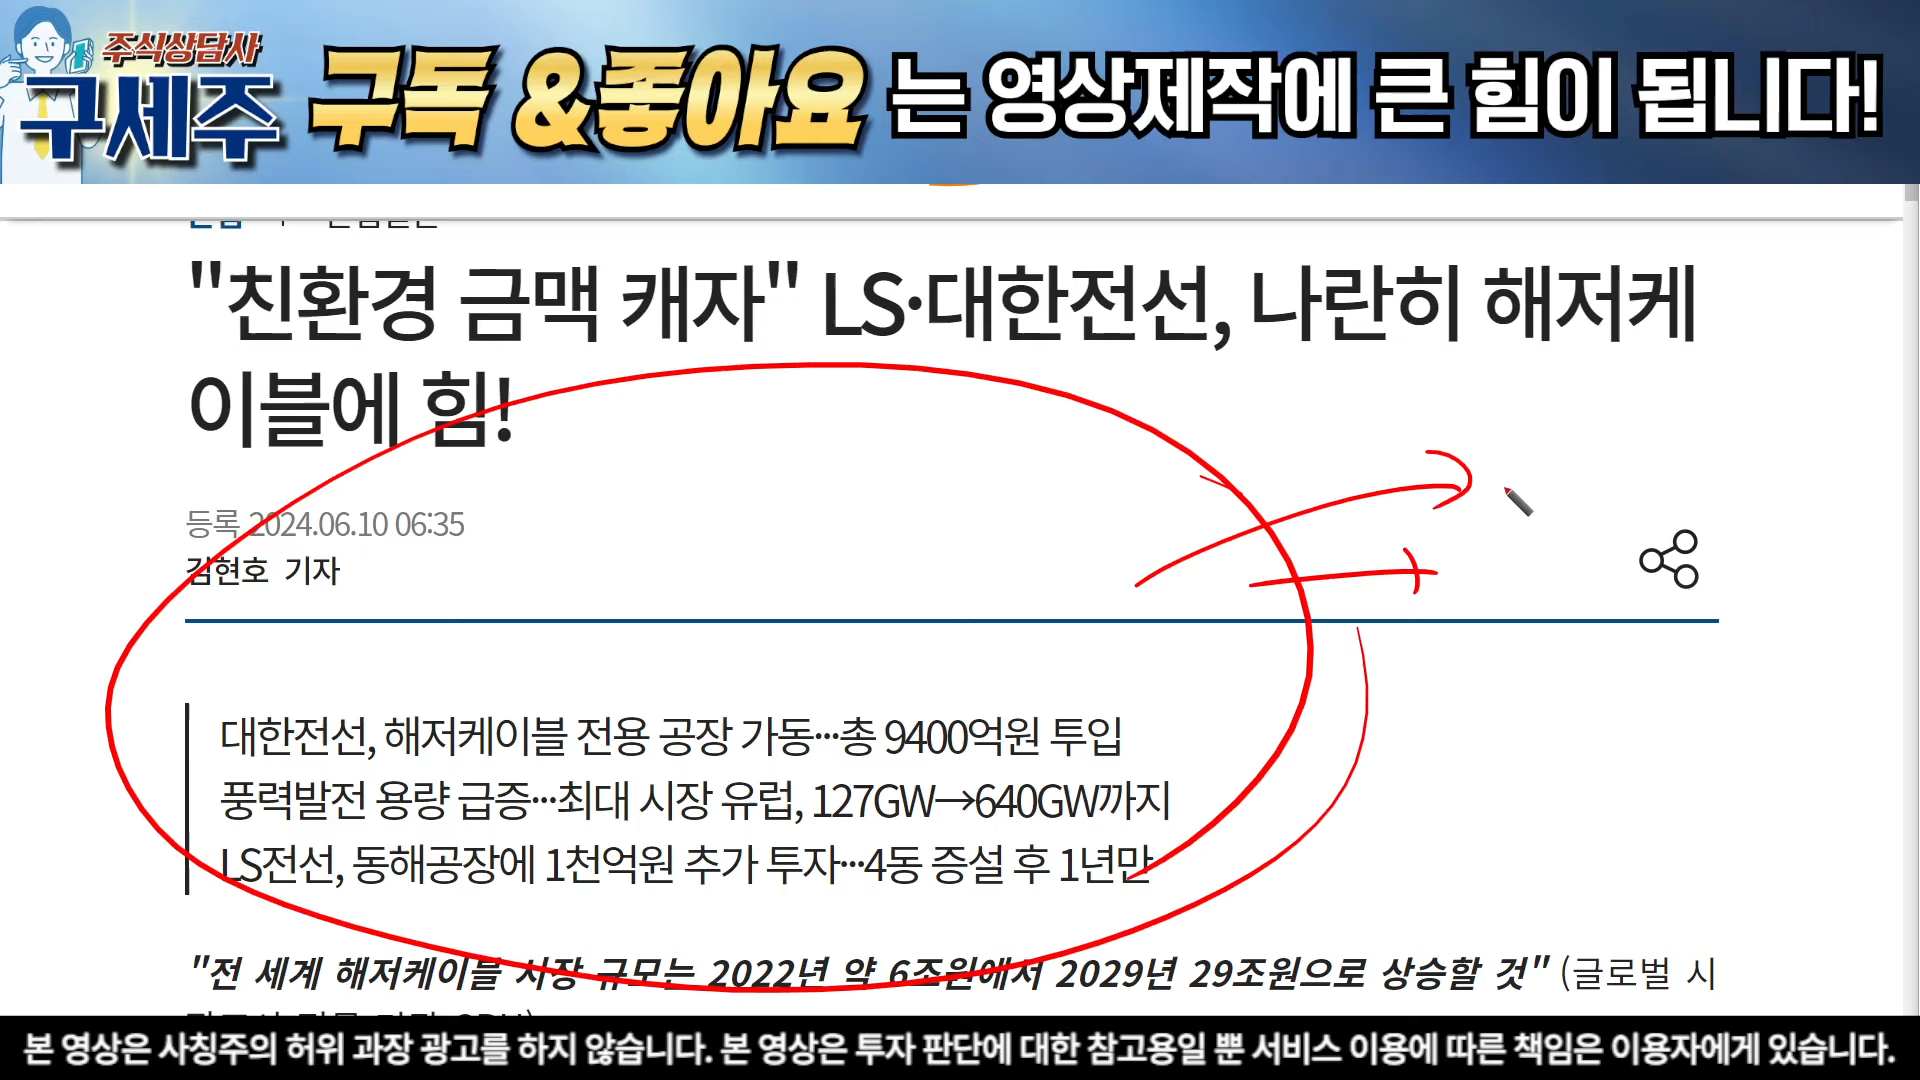 주식상담사
구세주
구독 &좋아요 는 영상제작에 큰 힘이 됩니다!
"친환경 금맥 캐자" LS·대한전선, 나란히 해저케
이블에 힘!
등록 2024.06.10 06:35
김현호 기자
대한전선, 해저케이블 전용 공장 가동…총 9400억원 투입
풍력발전 용량 급증…최대 시장 유럽, 127GW→640GW까지
LS전선, 동해공장에 1천억원 추가 투자…4동 증설 후 1년만
"전 세계 해저케이블 시장 규모는 2022년 약 6조원에서 2029년 29조원으로 상승할 것" (글로벌 시
본 영상은 사칭주의 허위 과장 광고를 하지 않습니다. 본 영상은 투자 판단에 대한 참고용일 뿐 서비스 이용에 따른 책임은 이용자에게 있습니다.